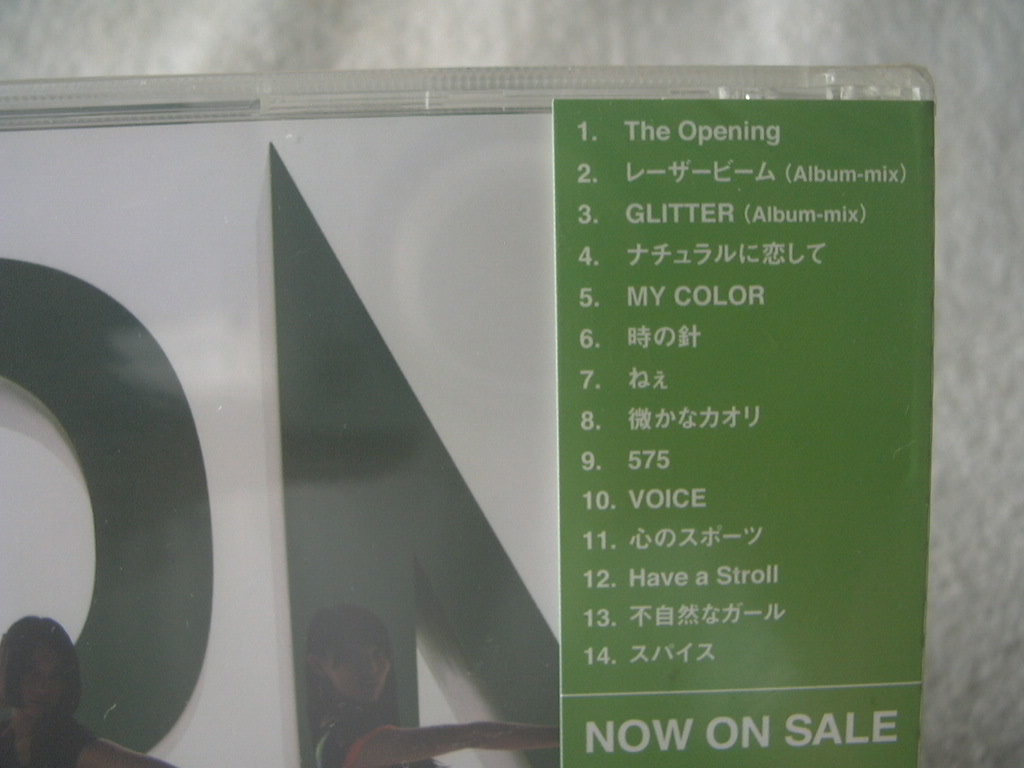 1. The Opening
2. レーザービーム (Album-mix)
3. GLITTER (Album-mix)
4. ナチュラルに恋して
5. MY COLOR
6. 時の針
7. ねぇ
8. 微かなカオリ
9. 575
10. VOICE
11. 心のスポーツ
12. Have a Stroll
13. 不自然なガール
14. スパイス
NOW ON SALE